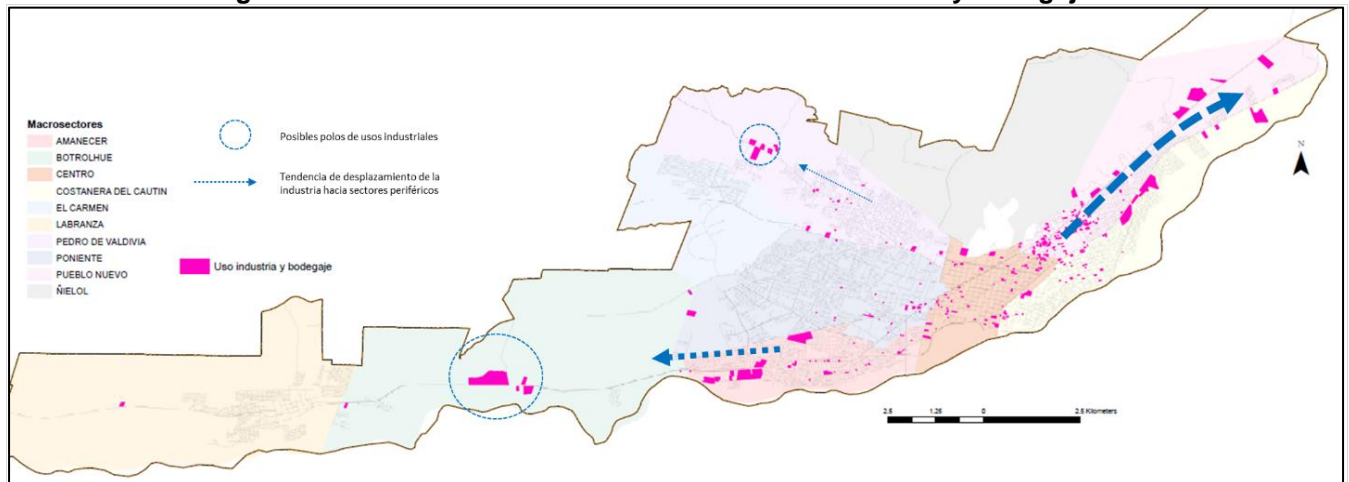 Macrosectores
AMANECER
BOTROLHUE
CENTRO
COSTANERA DEL CAUTIN
EL CARMEN
LABRANZA
PEDRO DE VALDIVIA
PONIENTE
PUEBLO NUEVO
ÑIELOL
Posibles polos de usos industriales
Tendencia de desplazamiento de la
industria hacia sectores periféricos
Uso industria y bodegaje
N
2.5 1.25 0 2.5 Kilometers